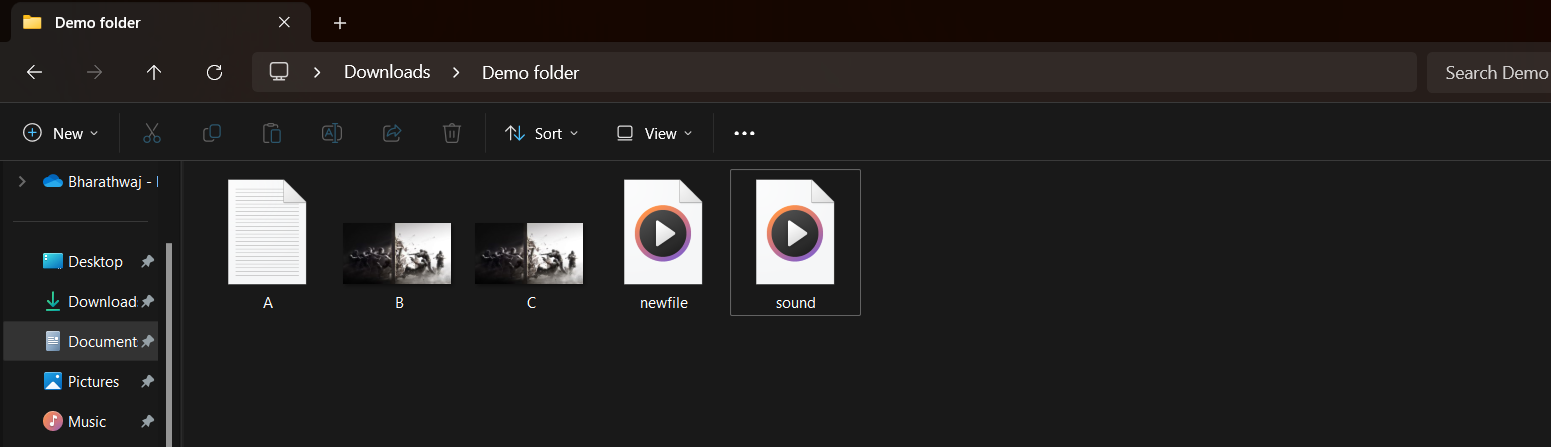 Demo folder
Downloads Demo folder
Search Demo
New Sort View
Bharathwaj -
A B C newfile sound
Desktop
Download
Document
Pictures
Music